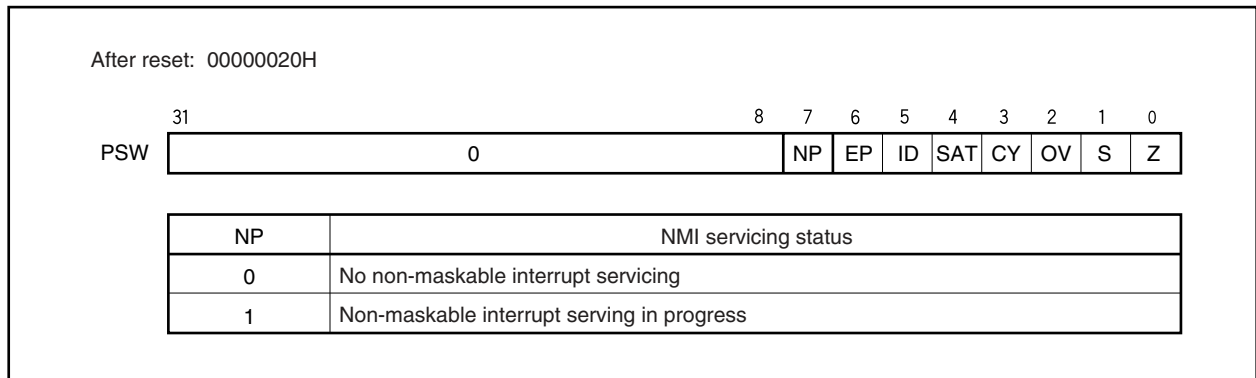 After reset: 00000020H
31 8 7 6 5 4 3 2 1 0
PSW 0 NP EP ID SAT CY OV S Z
NP NMI servicing status
0 No non-maskable interrupt servicing
1 Non-maskable interrupt serving in progress